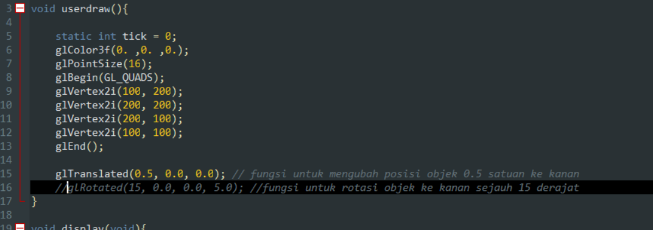 3 void userdraw(){
4
5 static int tick = 0;
6 glColor3f(0. ,0. ,0.);
7 glPointSize(16);
8 glBegin(GL_QUADS);
9 glVertex2i(100, 200);
10 glVertex2i(200, 200);
11 glVertex2i(200, 100);
12 glVertex2i(100, 100);
13 glEnd();
14
15 glTranslated(0.5, 0.0, 0.0); // fungsi untuk mengubah posisi objek 0.5 satuan ke kanan
16 //glRotated(15, 0.0, 0.0, 5.0); //fungsi untuk rotasi objek ke kanan sejauh 15 derajat
17 }
18
19 void display(void){